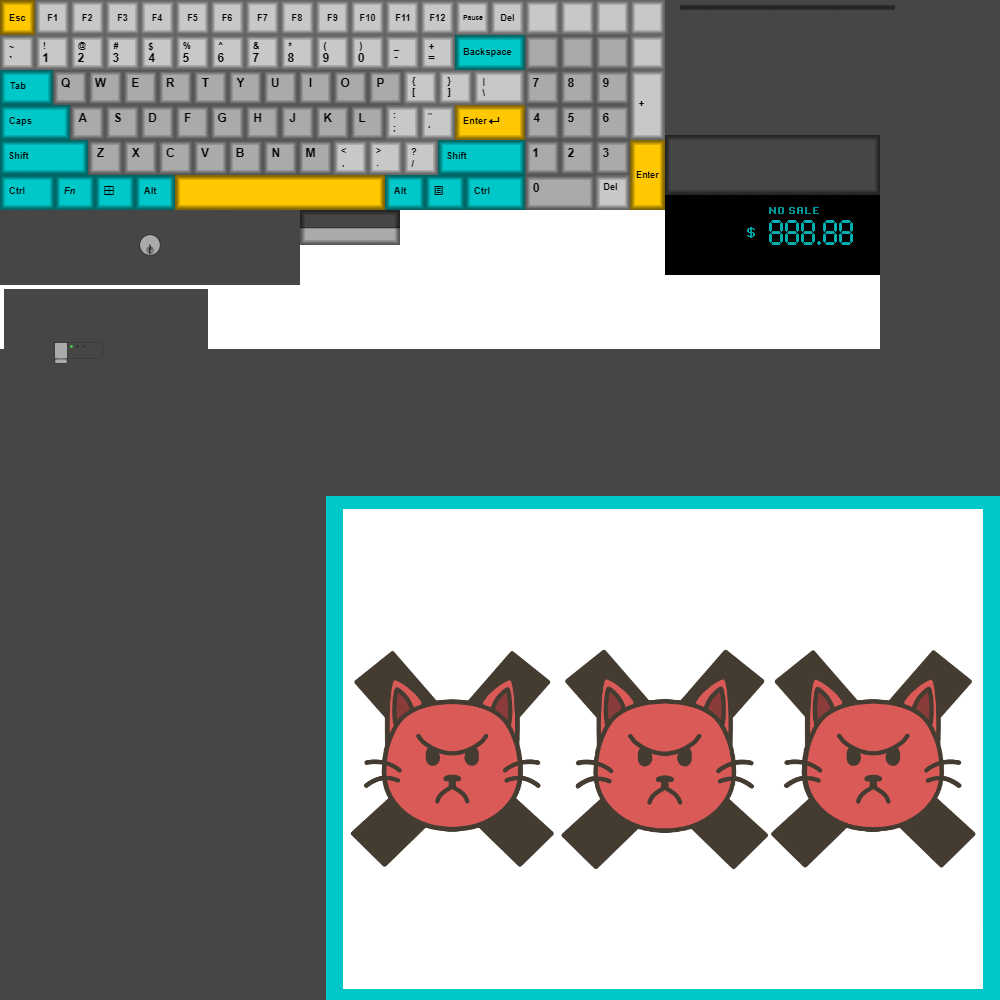 Esc F1 F2 F3 F4 F5 F6 F7 F8 F9 F10 F11 F12 Pause Del
~ ! @ # $ % ^ & * ( ) _ +
` 1 2 3 4 5 6 7 8 9 0 - = Backspace
Tab Q W E R T Y U I O P { } | 7 8 9
[ ] \ +
Caps A S D F G H J K L : " Enter ↵ 4 5 6
; '
Shift Z X C V B N M < > ? Shift 1 2 3
, . /
Enter
Ctrl Fn Alt Alt Ctrl 0 Del
NO SALE
$ 888.88